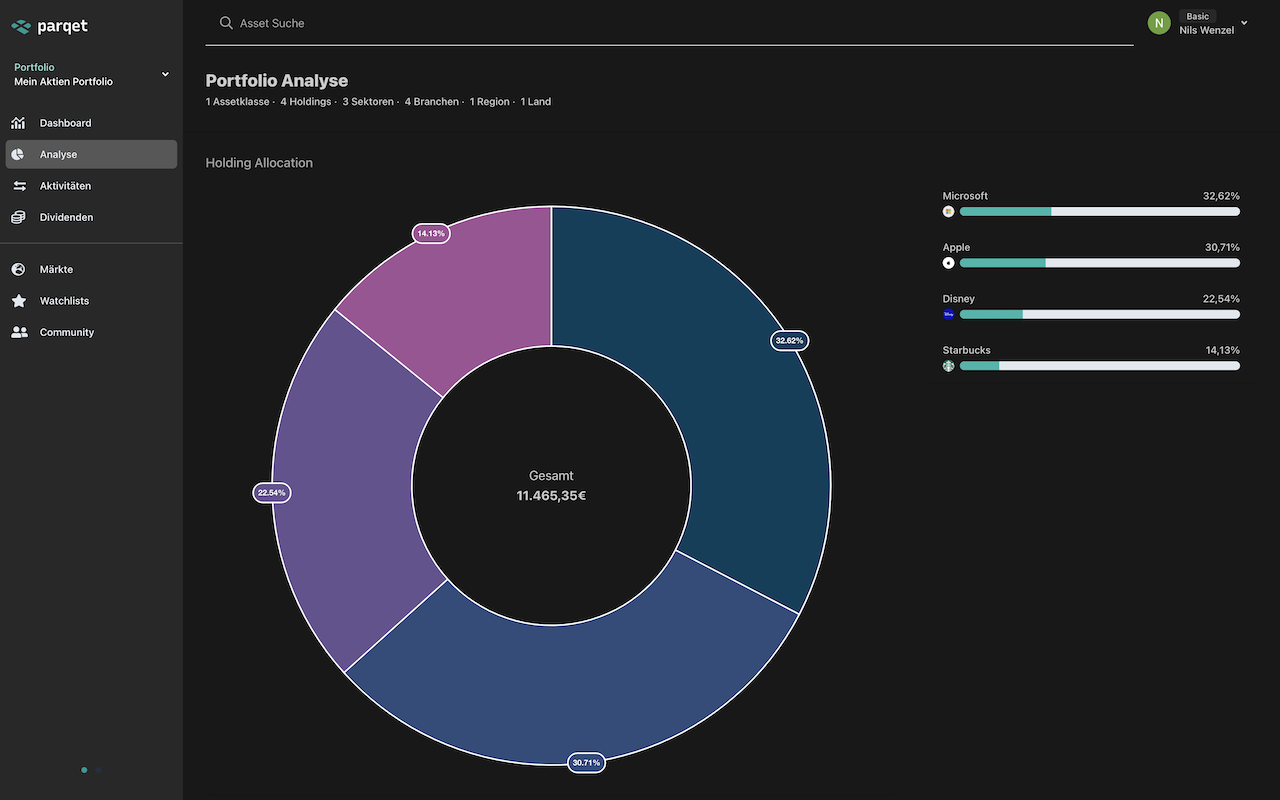 parqet
Asset Suche
N
Basic
Nils Wenzel
Portfolio
Mein Aktien Portfolio
Dashboard
Analyse
Aktivitäten
Dividenden
Märkte
Watchlists
Community
Portfolio Analyse
1 Assetklasse · 4 Holdings · 3 Sektoren · 4 Branchen · 1 Region · 1 Land
Holding Allocation
14.13%
32.62%
22.54%
30.71%
Gesamt
11.465,35€
Microsoft 32,62%
Apple 30,71%
Disney 22,54%
Starbucks 14,13%